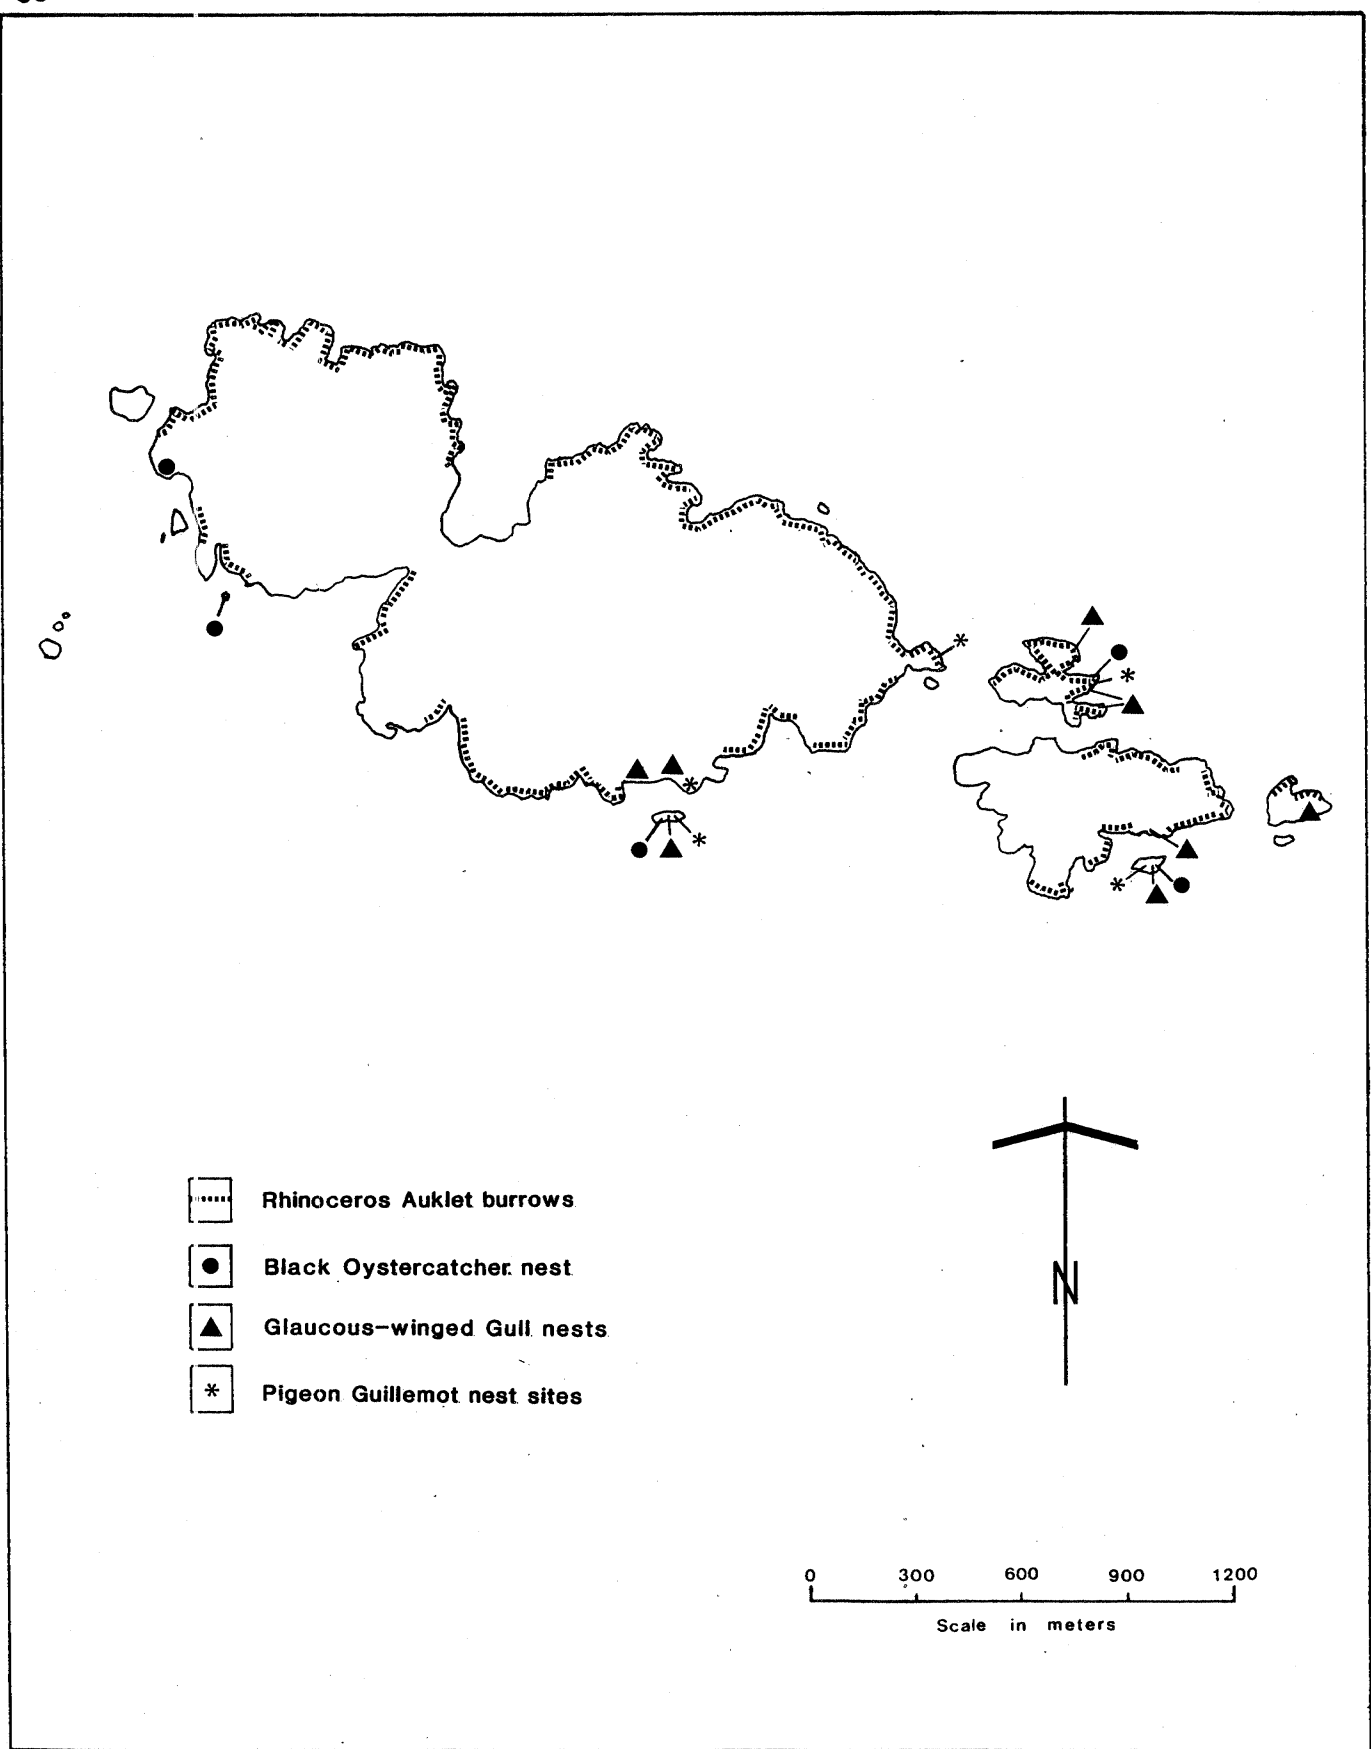 Rhinoceros Auklet burrows
Black Oystercatcher nest
Glaucous-winged Gull nests
* Pigeon Guillemot nest sites
N
0 300 600 900 1200
Scale in meters